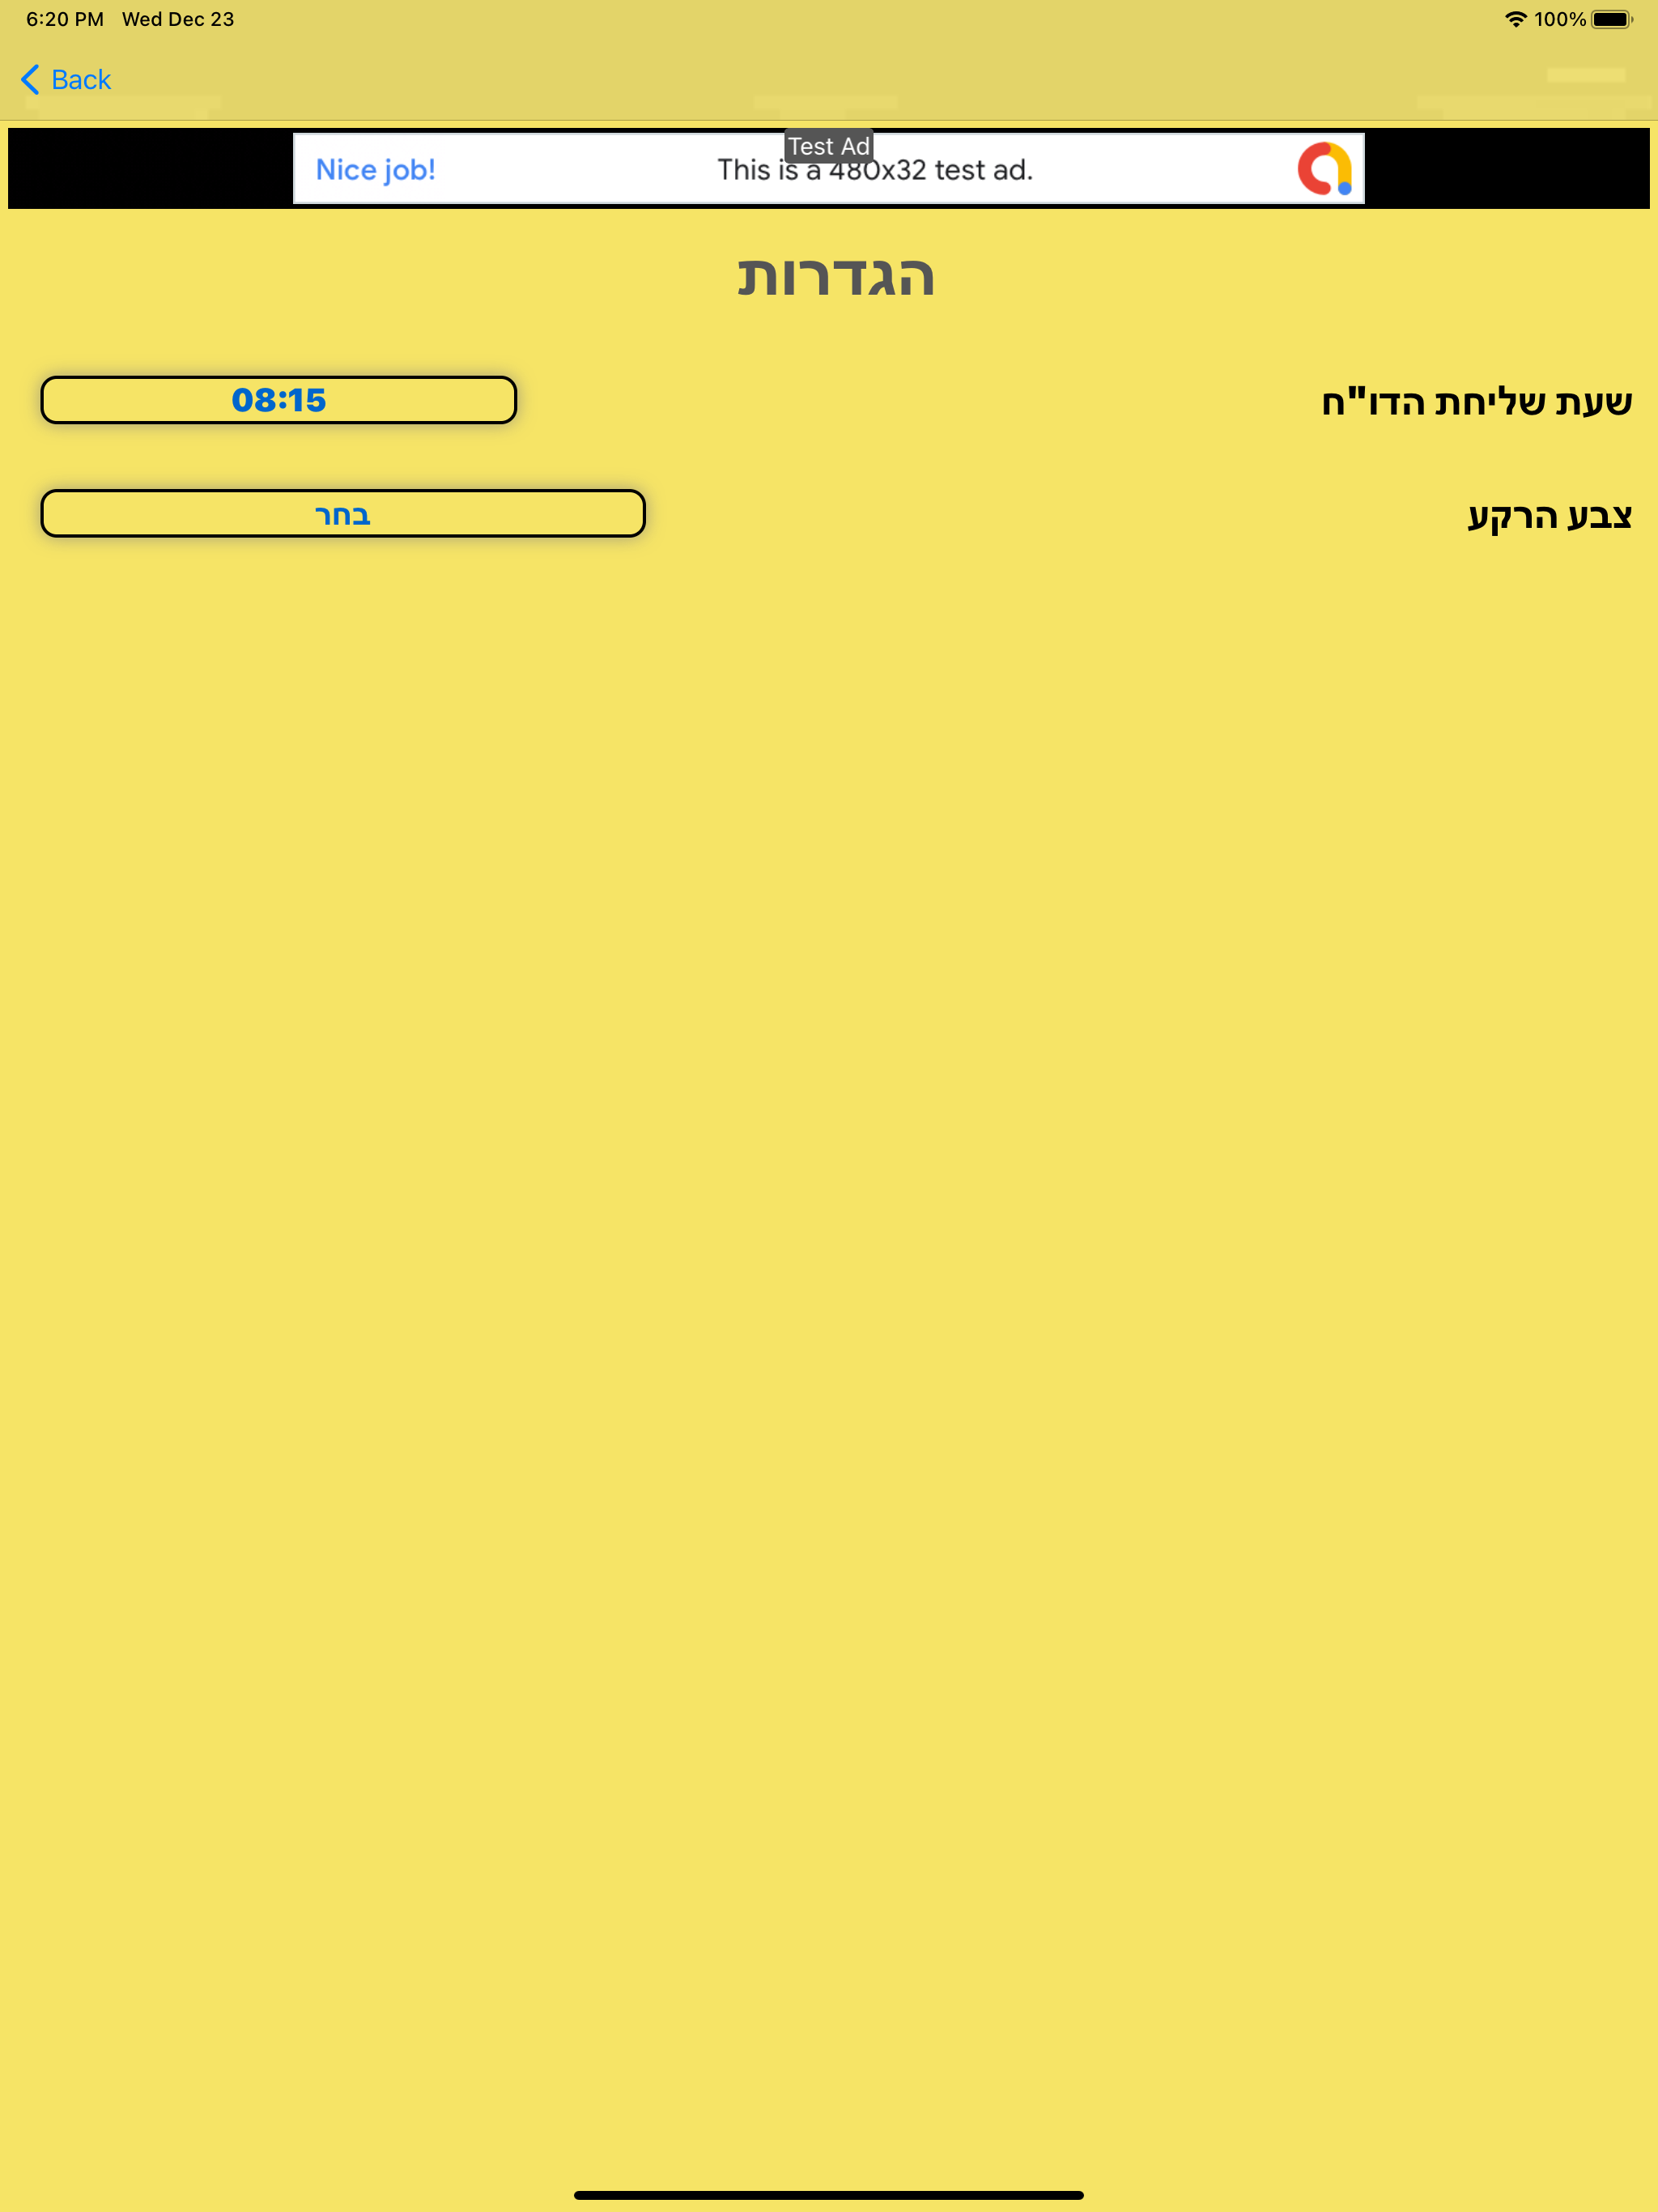 6:20 PM Wed Dec 23 100%
Back
Test Ad
Nice job! This is a 480x32 test ad.
הגדרות
שעת שליחת הדו"ח 08:15
צבע הרקע בחר